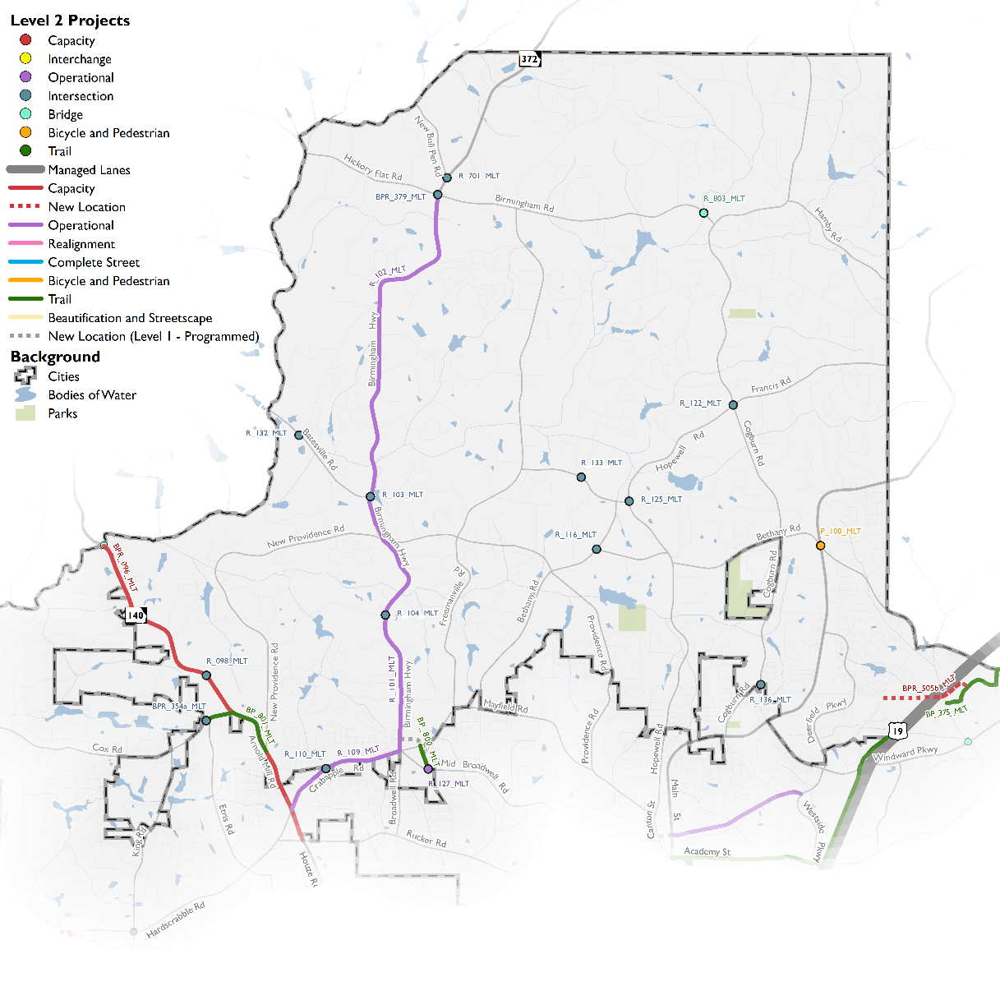 Level 2 Projects
Capacity
Interchange
Operational
Intersection
Bridge
Bicycle and Pedestrian
Trail
Managed Lanes
Capacity
New Location
Operational
Realignment
Complete Street
Bicycle and Pedestrian
Trail
Beautification and Streetscape
New Location (Level 1 - Programmed)
Background
Cities
Bodies of Water
Parks
372
New Bull Pen Rd
Hickory Flat Rd
R_701_MLT
BPR_379_MLT
Birmingham Rd
R_803_MLT
Hamby Rd
R_102_MLT
Birmingham Hwy
Francis Rd
R_122_MLT
R_132_MLT
Batesville Rd
Cogburn Rd
Hopewell Rd
R_133_MLT
R_103_MLT
R_125_MLT
Birmingham Hwy
New Providence Rd
R_116_MLT
Bethany Rd
P_100_MLT
BPR_096_MLT
Cogburn Rd
Freemanville Rd
Bethany Rd
140
R_104_MLT
Providence Rd
R_098_MLT
New Providence Rd
R_101_MLT
Birmingham Hwy
BPR_354a_MLT
BP_801_MLT
Mayfield Rd
Cogburn Rd
R_136_MLT
Deerfield Pkwy
BPR_505b_MLT
BP_375_MLT
19
Cox Rd
Arnold Mill Rd
R_110_MLT
R_109_MLT
Crabapple Rd
BP_800_MLT
Mid Broadwell Rd
R_127_MLT
Broadwell Rd
Providence Rd
Hopewell Rd
Windward Pkwy
Main St
Canton St
Westside Pkwy
Etris Rd
King Rd
Rucker Rd
Academy St
Houze Rd
Hardscrabble Rd